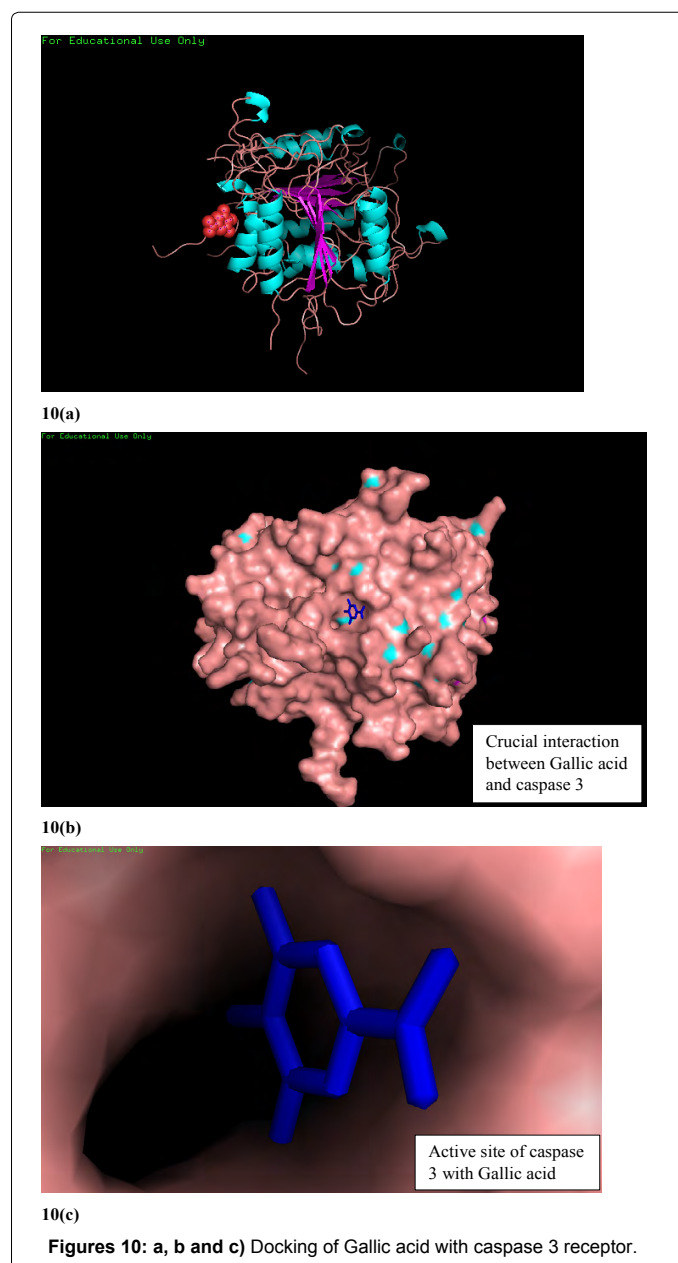 For Educational Use Only
10(a)
For Educational Use Only
Crucial interaction
between Gallic acid
and caspase 3
10(b)
For Educational Use Only
Active site of caspase
3 with Gallic acid
10(c)
Figures 10: a, b and c) Docking of Gallic acid with caspase 3 receptor.